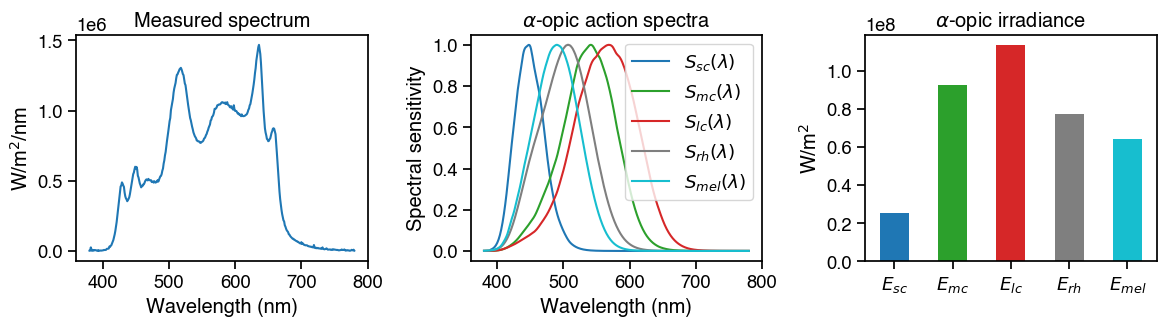 Measured spectrum
1e6
W/m²/nm
1.5
1.0
0.5
0.0
400 500 600 700 800
Wavelength (nm)
α-opic action spectra
Spectral sensitivity
1.0
0.8
0.6
0.4
0.2
0.0
400 500 600 700 800
Wavelength (nm)
S_sc(λ)
S_mc(λ)
S_lc(λ)
S_rh(λ)
S_mel(λ)
α-opic irradiance
1e8
W/m²
1.0
0.8
0.6
0.4
0.2
0.0
E_sc E_mc E_lc E_rh E_mel